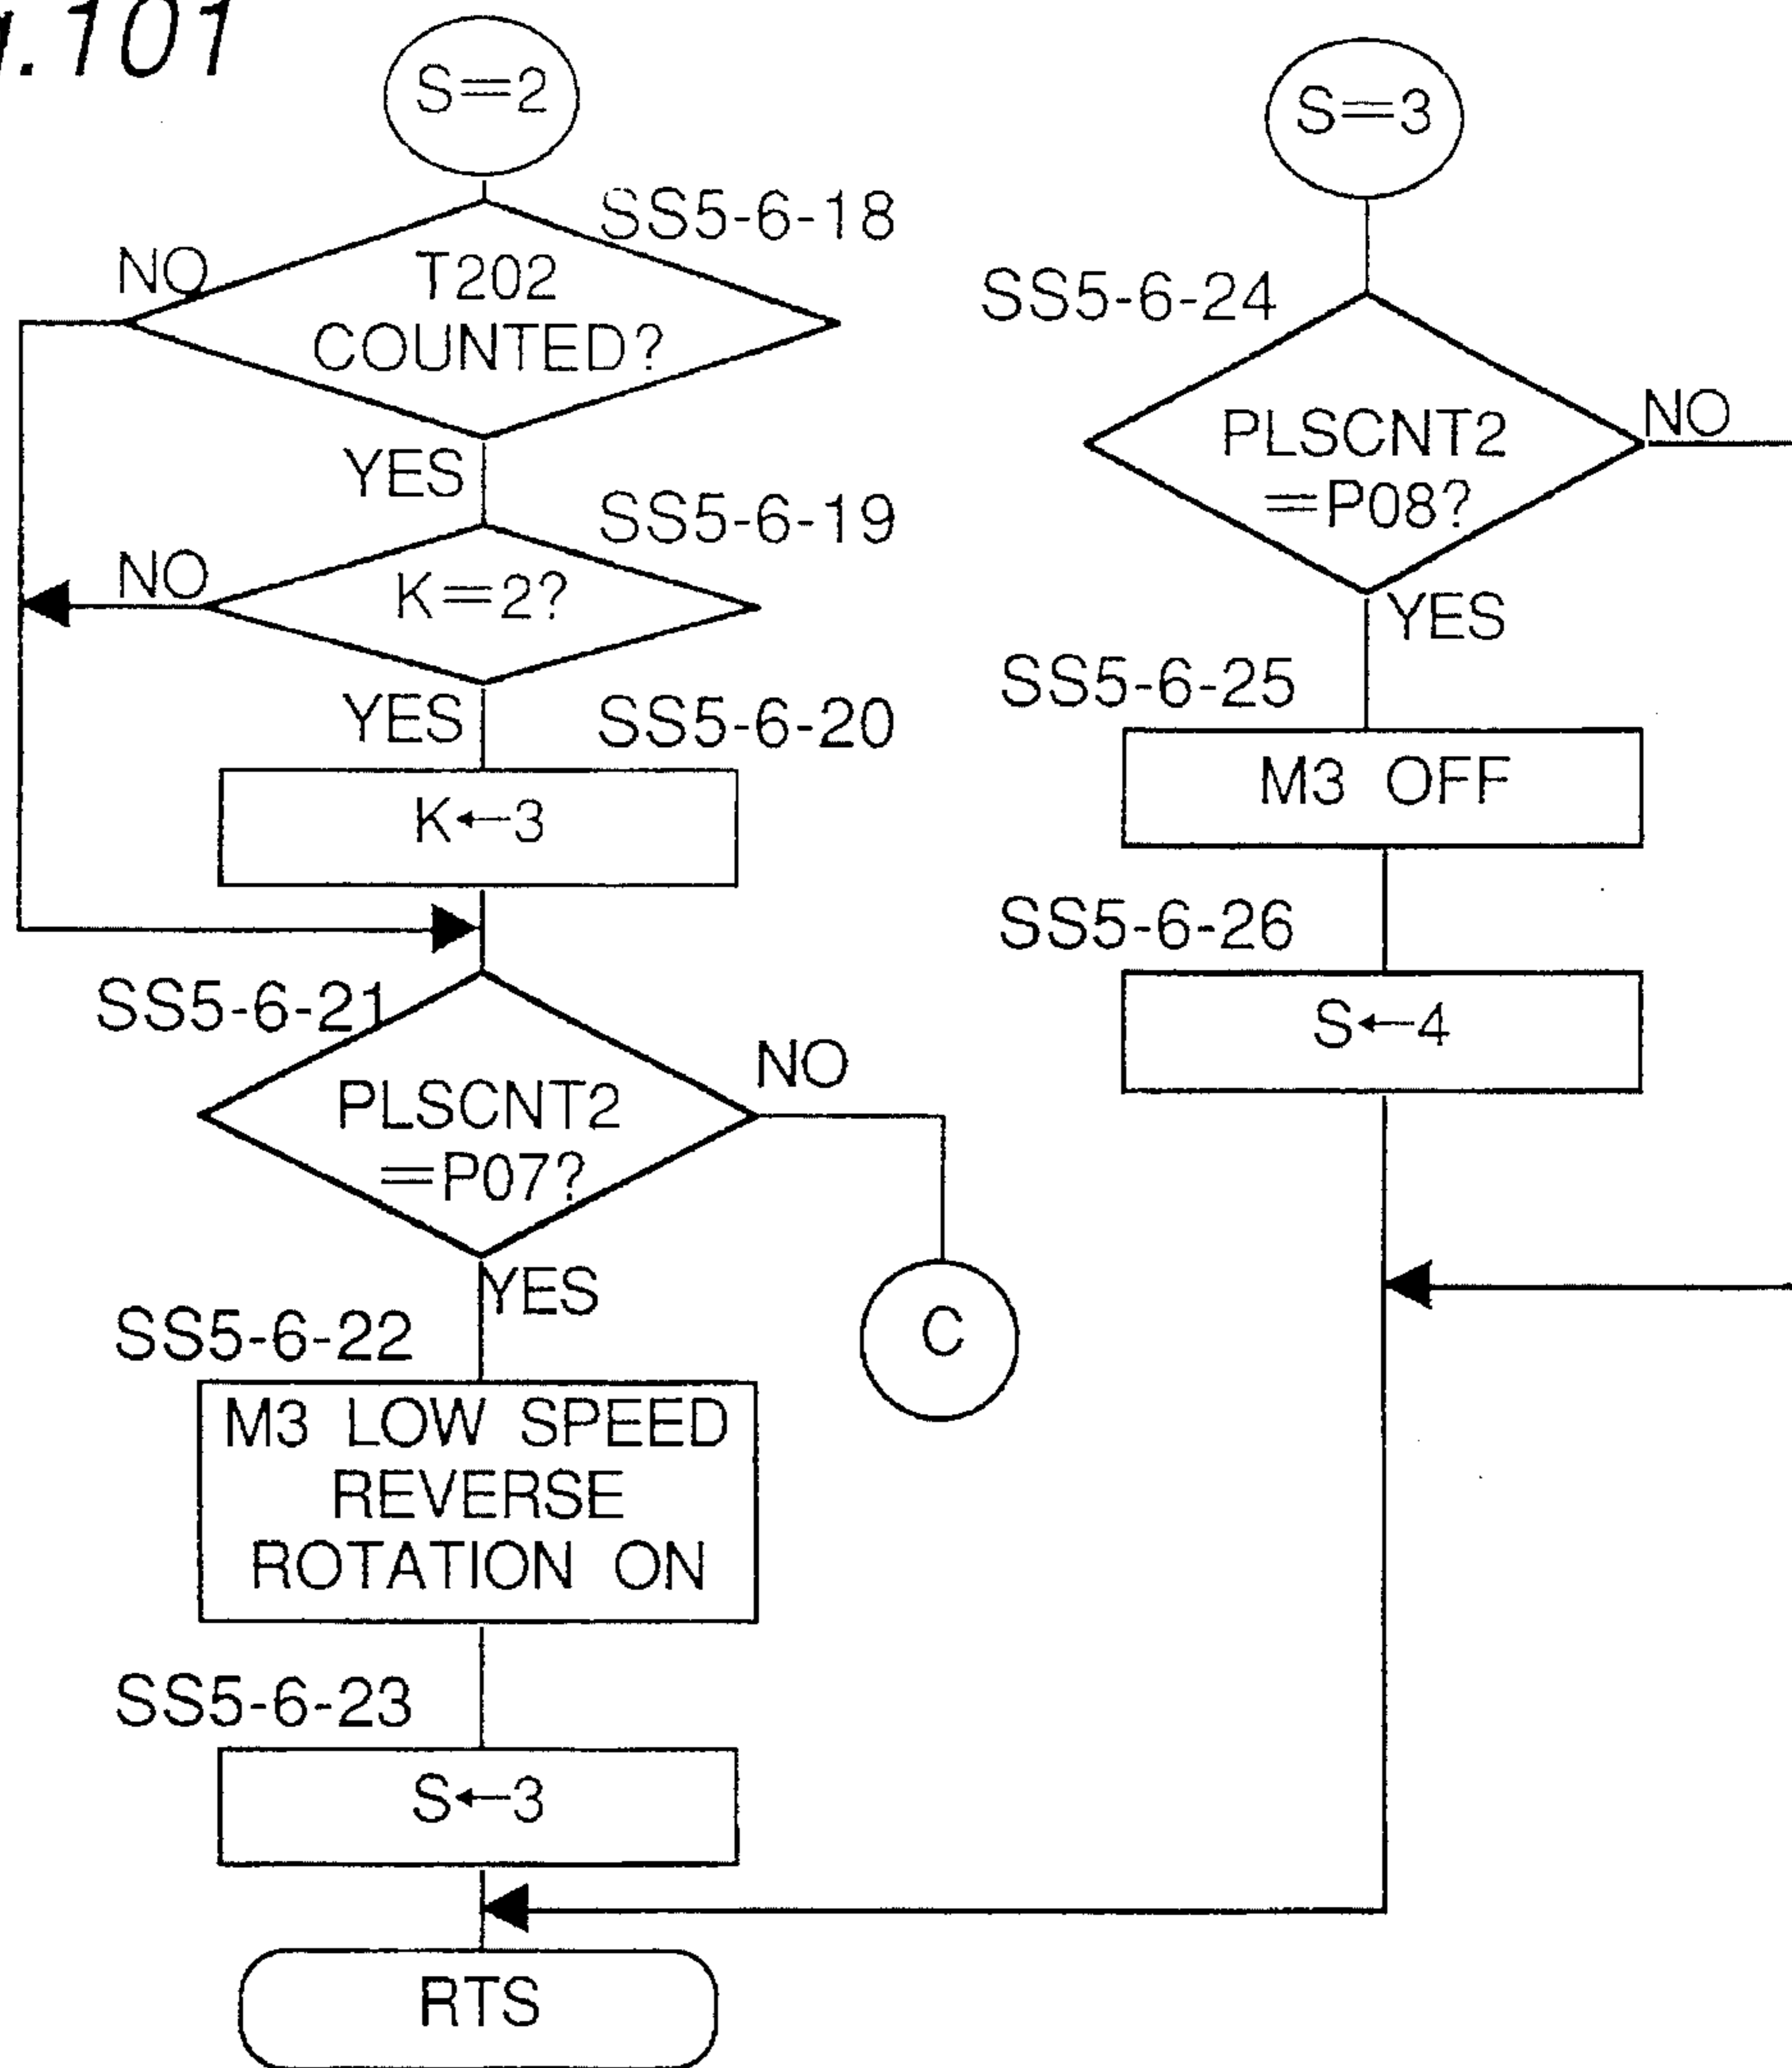 .101
S=2
SS5-6-18
NO
T202
COUNTED?
YES
SS5-6-19
NO
K=2?
YES
SS5-6-20
K←3
SS5-6-21
PLSCNT2
=P07?
NO
C
YES
SS5-6-22
M3 LOW SPEED
REVERSE
ROTATION ON
SS5-6-23
S←3
RTS
S=3
SS5-6-24
PLSCNT2
=P08?
NO
YES
SS5-6-25
M3 OFF
SS5-6-26
S←4